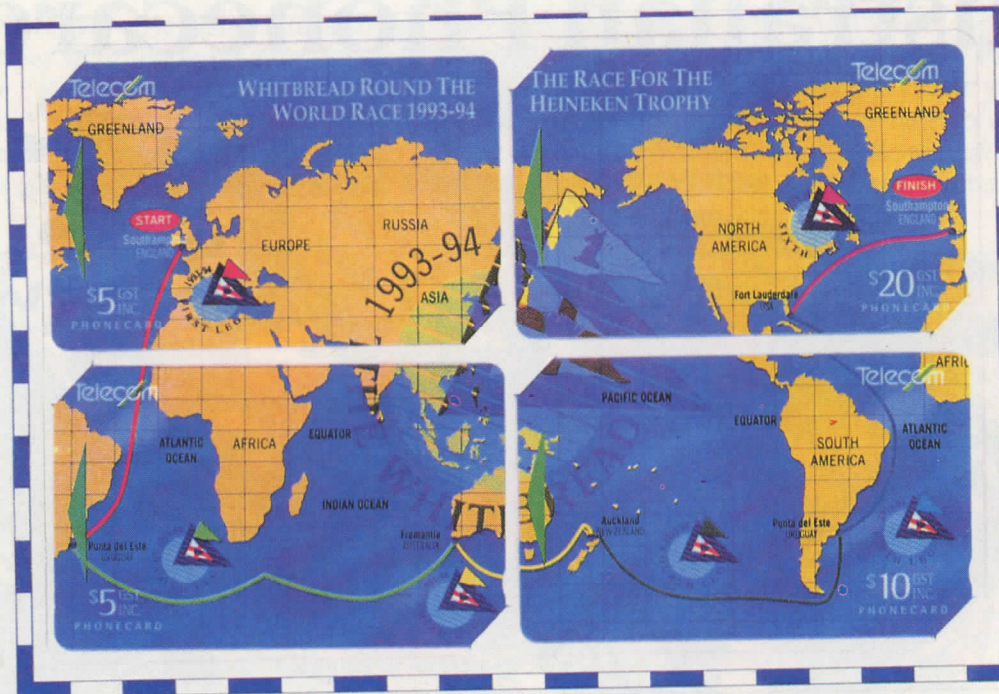 Telecom
WHITBREAD ROUND THE
WORLD RACE 1993-94
GREENLAND
START
Southampton
ENGLAND
EUROPE
RUSSIA
1993-94
ASIA
FIRST LEG
$5 GST
INC.
PHONECARD
THE RACE FOR THE
HEINEKEN TROPHY
Telecom
GREENLAND
FINISH
Southampton
ENGLAND
NORTH
AMERICA
SIXTH
Fort Lauderdale
USA
$20 GST
INC.
PHONECARD
Telecom
ATLANTIC
OCEAN
AFRICA
EQUATOR
INDIAN OCEAN
Punta del Este
URUGUAY
Fremantle
AUSTRALIA
$5 GST
INC.
PHONECARD
PACIFIC OCEAN
Telecom
AFRI
EQUATOR
SOUTH
AMERICA
ATLANTIC
OCEAN
Auckland
NEW ZEALAND
Punta del Este
URUGUAY
$10 GST
INC.
PHONECARD